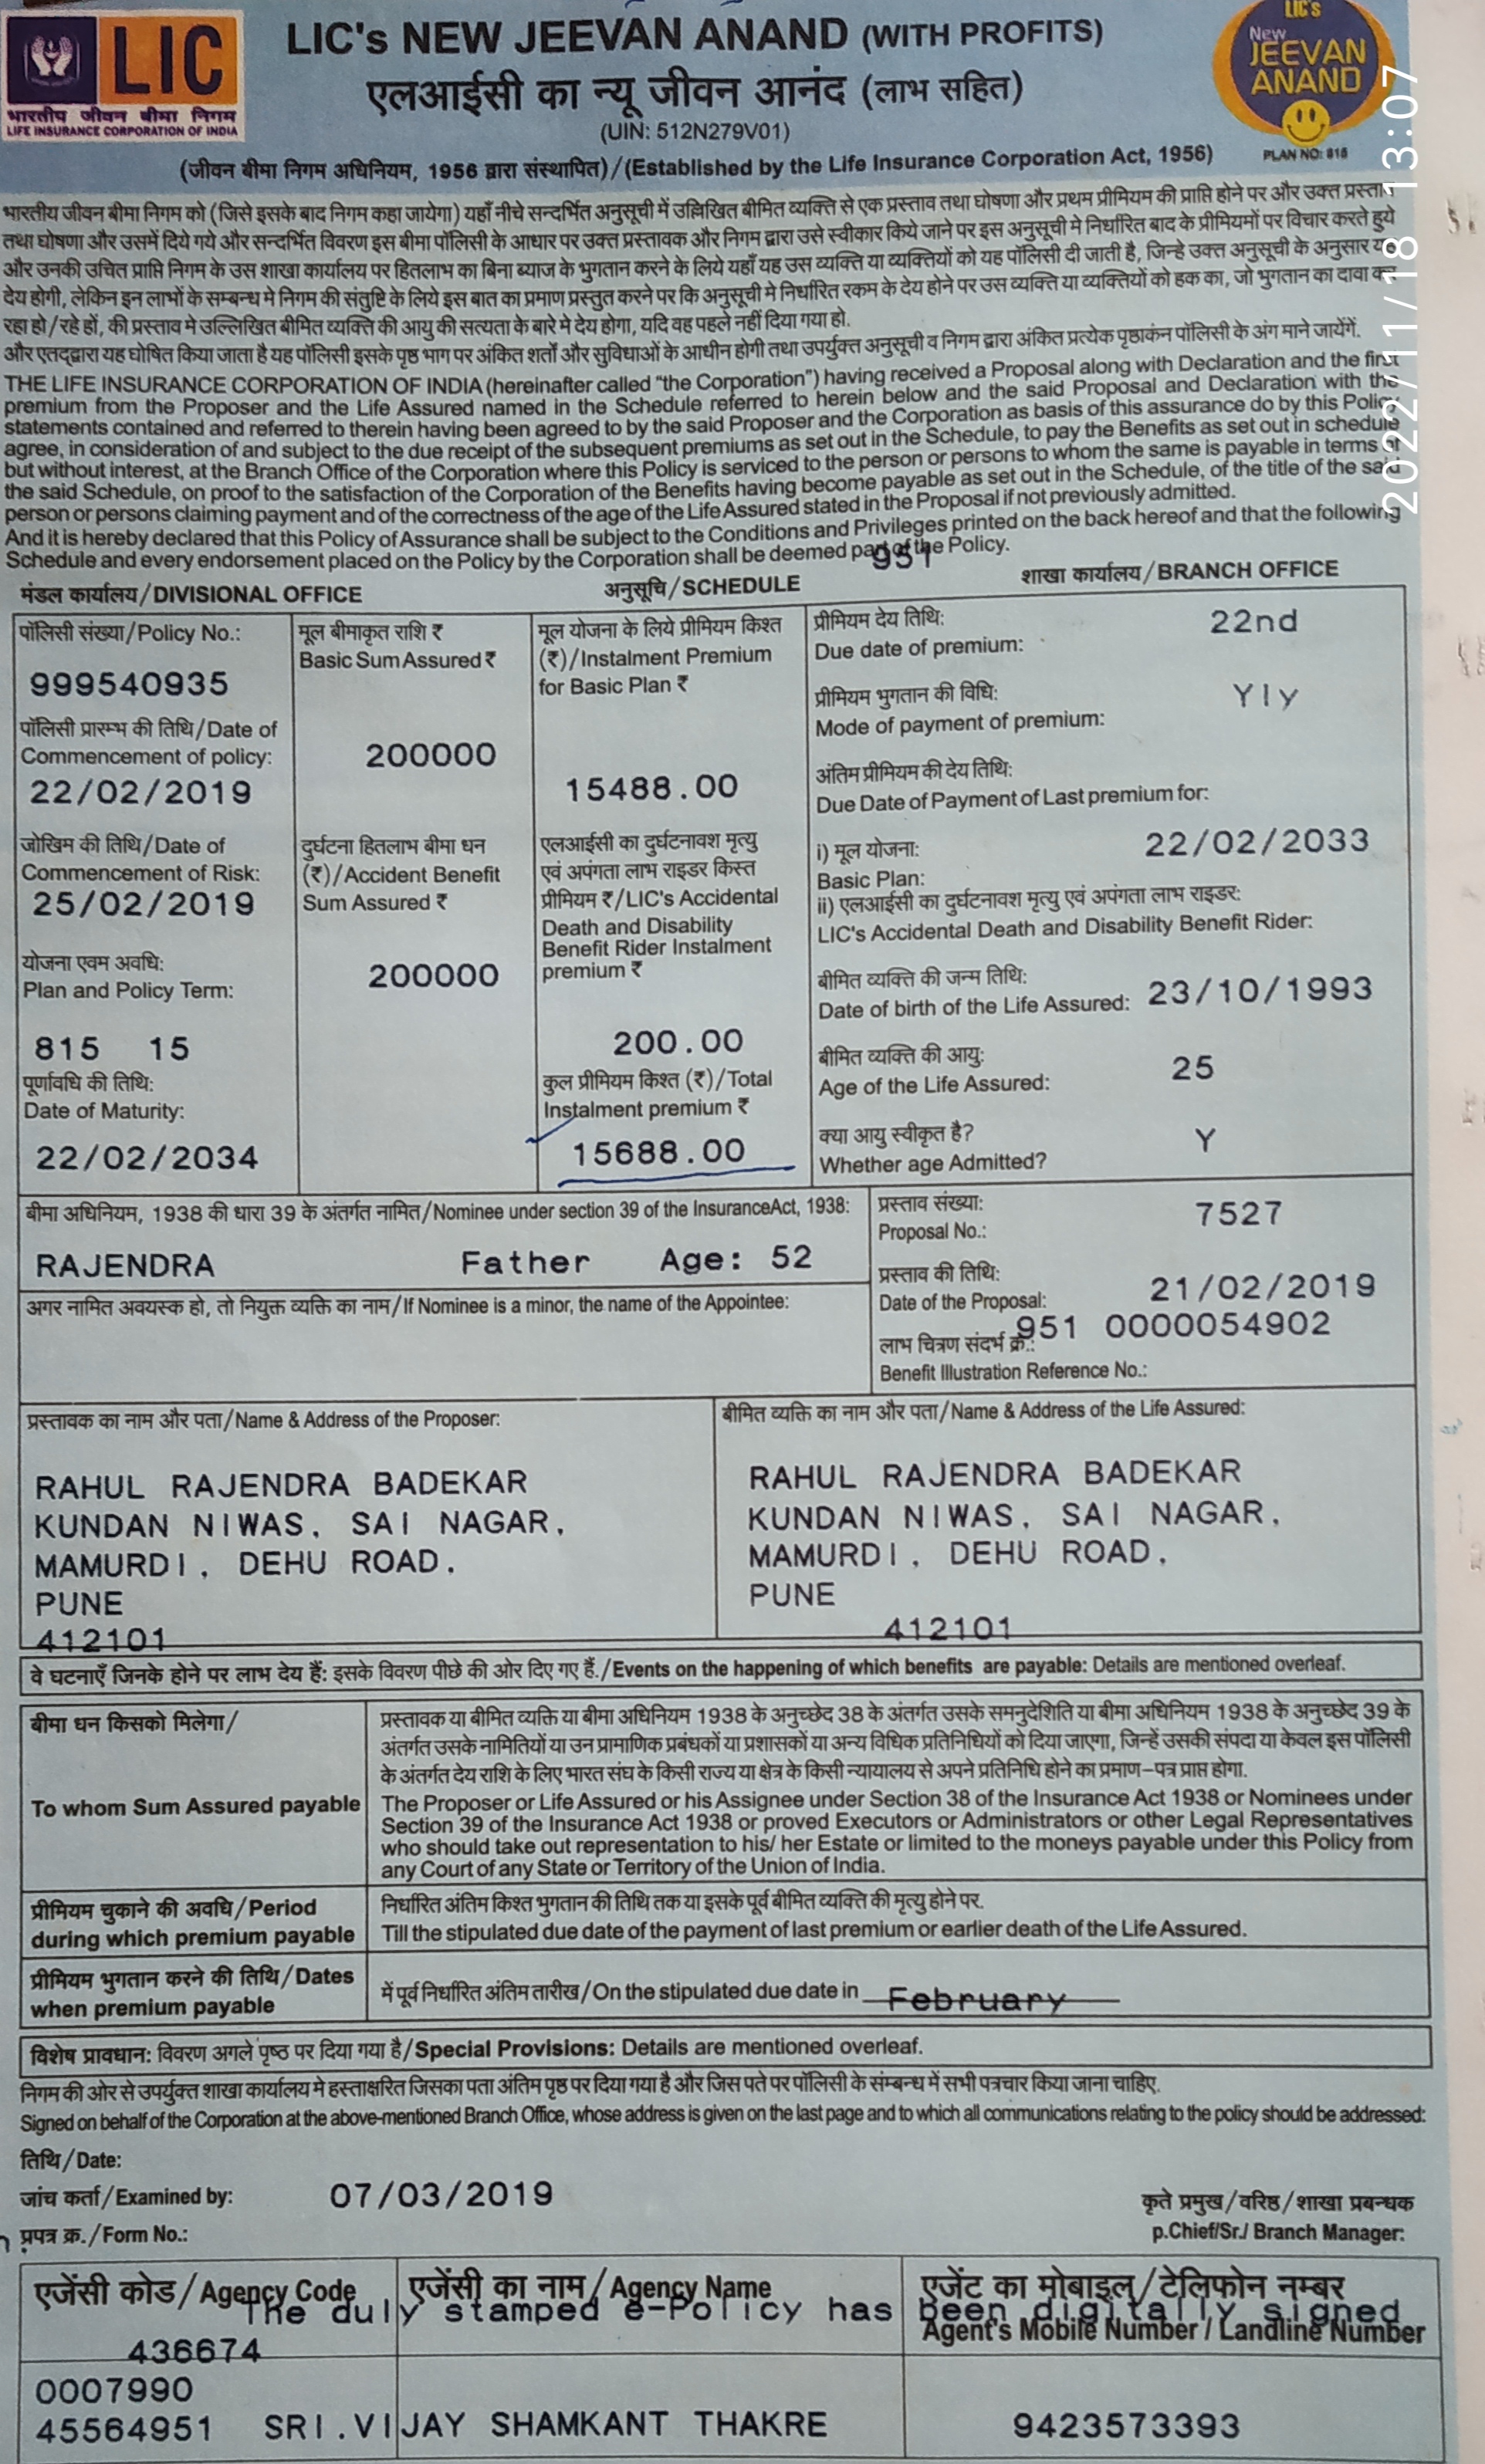 LIC
भारतीय जीवन बीमा निगम
LIFE INSURANCE CORPORATION OF INDIA
LIC's NEW JEEVAN ANAND (WITH PROFITS)
एलआईसी का न्यू जीवन आनंद (लाभ सहित)
(UIN: 512N279V01)
(जीवन बीमा निगम अधिनियम, 1956 द्वारा संस्थापित)/(Established by the Life Insurance Corporation Act, 1956)
LIC's
New
JEEVAN
ANAND
PLAN NO: 815
2022/11/18 13:07
भारतीय जीवन बीमा निगम को (जिसे इसके बाद निगम कहा जायेगा) यहाँ नीचे सन्दर्भित अनुसूची में उल्लिखित बीमित व्यक्ति से एक प्रस्ताव तथा घोषणा और प्रथम प्रीमियम की प्राप्ति होने पर और उक्त प्रस्ताव
तथा घोषणा और उसमें दिये गये और सन्दर्भित विवरण इस बीमा पॉलिसी के आधार पर उक्त प्रस्तावक और निगम द्वारा उसे स्वीकार किये जाने पर इस अनुसूची मे निर्धारित बाद के प्रीमियमों पर विचार करते हुये
और उनकी उचित प्राप्ति निगम के उस शाखा कार्यालय पर हितलाभ का बिना ब्याज के भुगतान करने के लिये यहाँ यह उस व्यक्ति या व्यक्तियों को यह पॉलिसी दी जाती है, जिन्हे उक्त अनुसूची के अनुसार यह
देय होगी, लेकिन इन लाभों के सम्बन्ध मे निगम की संतुष्टि के लिये इस बात का प्रमाण प्रस्तुत करने पर कि अनुसूची मे निर्धारित रकम के देय होने पर उस व्यक्ति या व्यक्तियों को हक का, जो भुगतान का दावा कर
रहा हो/रहे हों, की प्रस्ताव मे उल्लिखित बीमित व्यक्ति की आयु की सत्यता के बारे मे देय होगा, यदि वह पहले नहीं दिया गया हो.
और एतद्द्वारा यह घोषित किया जाता है यह पॉलिसी इसके पृष्ठ भाग पर अंकित शर्तों और सुविधाओं के आधीन होगी तथा उपर्युक्त अनुसूची व निगम द्वारा अंकित प्रत्येक पृष्ठाकंन पॉलिसी के अंग माने जायेंगें.
THE LIFE INSURANCE CORPORATION OF INDIA (hereinafter called “the Corporation”) having received a Proposal along with Declaration and the first
premium from the Proposer and the Life Assured named in the Schedule referred to herein below and the said Proposal and Declaration with the
statements contained and referred to therein having been agreed to by the said Proposer and the Corporation as basis of this assurance do by this Policy
agree, in consideration of and subject to the due receipt of the subsequent premiums as set out in the Schedule, to pay the Benefits as set out in schedule
but without interest, at the Branch Office of the Corporation where this Policy is serviced to the person or persons to whom the same is payable in terms of
the said Schedule, on proof to the satisfaction of the Corporation of the Benefits having become payable as set out in the Schedule, of the title of the said
person or persons claiming payment and of the correctness of the age of the Life Assured stated in the Proposal if not previously admitted.
And it is hereby declared that this Policy of Assurance shall be subject to the Conditions and Privileges printed on the back hereof and that the following
Schedule and every endorsement placed on the Policy by the Corporation shall be deemed part of the Policy.
951
मंडल कार्यालय/DIVISIONAL OFFICE
अनुसूचि/SCHEDULE
शाखा कार्यालय/BRANCH OFFICE
पॉलिसी संख्या/Policy No.:
999540935
पॉलिसी प्रारम्भ की तिथि/Date of
Commencement of policy:
22/02/2019
जोखिम की तिथि/Date of
Commencement of Risk:
25/02/2019
योजना एवम अवधि:
Plan and Policy Term:
815 15
पूर्णावधि की तिथि:
Date of Maturity:
22/02/2034
मूल बीमाकृत राशि ₹
Basic Sum Assured ₹
200000
दुर्घटना हितलाभ बीमा धन
(₹)/Accident Benefit
Sum Assured ₹
200000
मूल योजना के लिये प्रीमियम किश्त
(₹)/Instalment Premium
for Basic Plan ₹
15488.00
एलआईसी का दुर्घटनावश मृत्यु
एवं अपंगता लाभ राइडर किस्त
प्रीमियम ₹/LIC's Accidental
Death and Disability
Benefit Rider Instalment
premium ₹
200.00
कुल प्रीमियम किश्त (₹)/Total
Instalment premium ₹
15688.00
प्रीमियम देय तिथि:
Due date of premium:
22nd
प्रीमियम भुगतान की विधि:
Mode of payment of premium:
Yly
अंतिम प्रीमियम की देय तिथि:
Due Date of Payment of Last premium for:
i) मूल योजना:
Basic Plan:
22/02/2033
ii) एलआईसी का दुर्घटनावश मृत्यु एवं अपंगता लाभ राइडर:
LIC's Accidental Death and Disability Benefit Rider:
बीमित व्यक्ति की जन्म तिथि:
Date of birth of the Life Assured: 23/10/1993
बीमित व्यक्ति की आयु:
Age of the Life Assured:
25
क्या आयु स्वीकृत है?
Whether age Admitted?
Y
बीमा अधिनियम, 1938 की धारा 39 के अंतर्गत नामित/Nominee under section 39 of the InsuranceAct, 1938:
RAJENDRA Father Age: 52
अगर नामित अवयस्क हो, तो नियुक्त व्यक्ति का नाम/If Nominee is a minor, the name of the Appointee:
प्रस्ताव संख्या:
Proposal No.:
7527
प्रस्ताव की तिथि:
Date of the Proposal:
21/02/2019
951 0000054902
लाभ चित्रण संदर्भ क्र.:
Benefit Illustration Reference No.:
प्रस्तावक का नाम और पता/Name & Address of the Proposer:
RAHUL RAJENDRA BADEKAR
KUNDAN NIWAS, SAI NAGAR,
MAMURDI, DEHU ROAD,
PUNE
412101
बीमित व्यक्ति का नाम और पता/Name & Address of the Life Assured:
RAHUL RAJENDRA BADEKAR
KUNDAN NIWAS, SAI NAGAR,
MAMURDI, DEHU ROAD,
PUNE
412101
वे घटनाएँ जिनके होने पर लाभ देय हैं: इसके विवरण पीछे की ओर दिए गए हैं./Events on the happening of which benefits are payable: Details are mentioned overleaf.
बीमा धन किसको मिलेगा/
To whom Sum Assured payable
प्रस्तावक या बीमित व्यक्ति या बीमा अधिनियम 1938 के अनुच्छेद 38 के अंतर्गत उसके समनुदेशिति या बीमा अधिनियम 1938 के अनुच्छेद 39 के
अंतर्गत उसके नामितियों या उन प्रामाणिक प्रबंधकों या प्रशासकों या अन्य विधिक प्रतिनिधियों को दिया जाएगा, जिन्हें उसकी संपदा या केवल इस पॉलिसी
के अंतर्गत देय राशि के लिए भारत संघ के किसी राज्य या क्षेत्र के किसी न्यायालय से अपने प्रतिनिधि होने का प्रमाण-पत्र प्राप्त होगा.
The Proposer or Life Assured or his Assignee under Section 38 of the Insurance Act 1938 or Nominees under
Section 39 of the Insurance Act 1938 or proved Executors or Administrators or other Legal Representatives
who should take out representation to his/ her Estate or limited to the moneys payable under this Policy from
any Court of any State or Territory of the Union of India.
प्रीमियम चुकाने की अवधि/Period
during which premium payable
निर्धारित अंतिम किश्त भुगतान की तिथि तक या इसके पूर्व बीमित व्यक्ति की मृत्यु होने पर.
Till the stipulated due date of the payment of last premium or earlier death of the Life Assured.
प्रीमियम भुगतान करने की तिथि/Dates
when premium payable
में पूर्व निर्धारित अंतिम तारीख/On the stipulated due date in February
विशेष प्रावधान: विवरण अगले पृष्ठ पर दिया गया है/Special Provisions: Details are mentioned overleaf.
निगम की ओर से उपर्युक्त शाखा कार्यालय मे हस्ताक्षरित जिसका पता अंतिम पृष्ठ पर दिया गया है और जिस पते पर पॉलिसी के संम्बन्ध में सभी पत्रचार किया जाना चाहिए.
Signed on behalf of the Corporation at the above-mentioned Branch Office, whose address is given on the last page and to which all communications relating to the policy should be addressed:
तिथि/Date:
जांच कर्ता/Examined by: 07/03/2019
प्रपत्र क्र./Form No.:
कृते प्रमुख/वरिष्ठ/शाखा प्रबन्धक
p.Chief/Sr./ Branch Manager:
एजेंसी कोड/Agency Code
एजेंसी का नाम/Agency Name
एजेंट का मोबाइल/टेलिफोन नम्बर
Agent's Mobile Number / Landline Number
The duly stamped e-Policy has been digitally signed
436674
0007990
45564951 SRI.VIJAY SHAMKANT THAKRE 9423573393